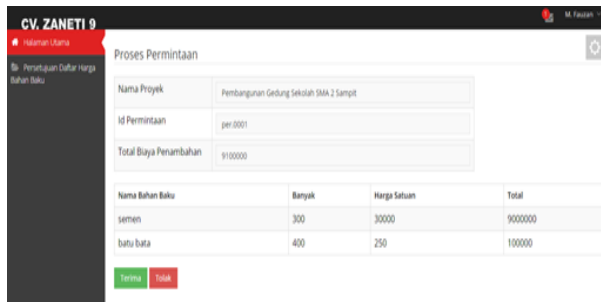 CV. ZANETI 9
M. Fauzan
Halaman Utama
Persetujuan Daftar Harga
Bahan Baku
Proses Permintaan
Nama Proyek
Pembangunan Gedung Sekolah SMA 2 Sampit
Id Permintaan
per.0001
Total Biaya Penambahan
9100000
Nama Bahan Baku Banyak Harga Satuan Total
semen 300 30000 9000000
batu bata 400 250 100000
Terima Tolak